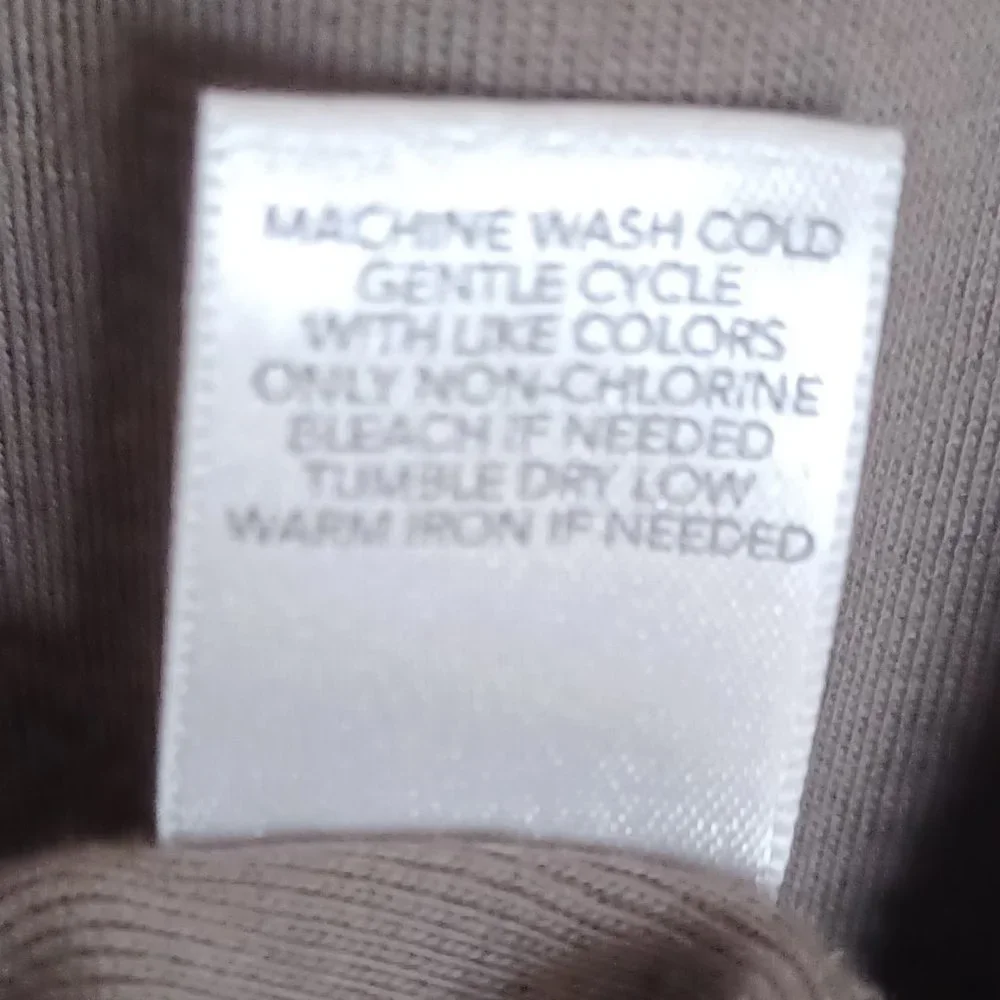 MACHINE WASH COLD
GENTLE CYCLE
WITH LIKE COLORS
ONLY NON-CHLORINE
BLEACH IF NEEDED
TUMBLE DRY LOW
WARM IRON IF NEEDED